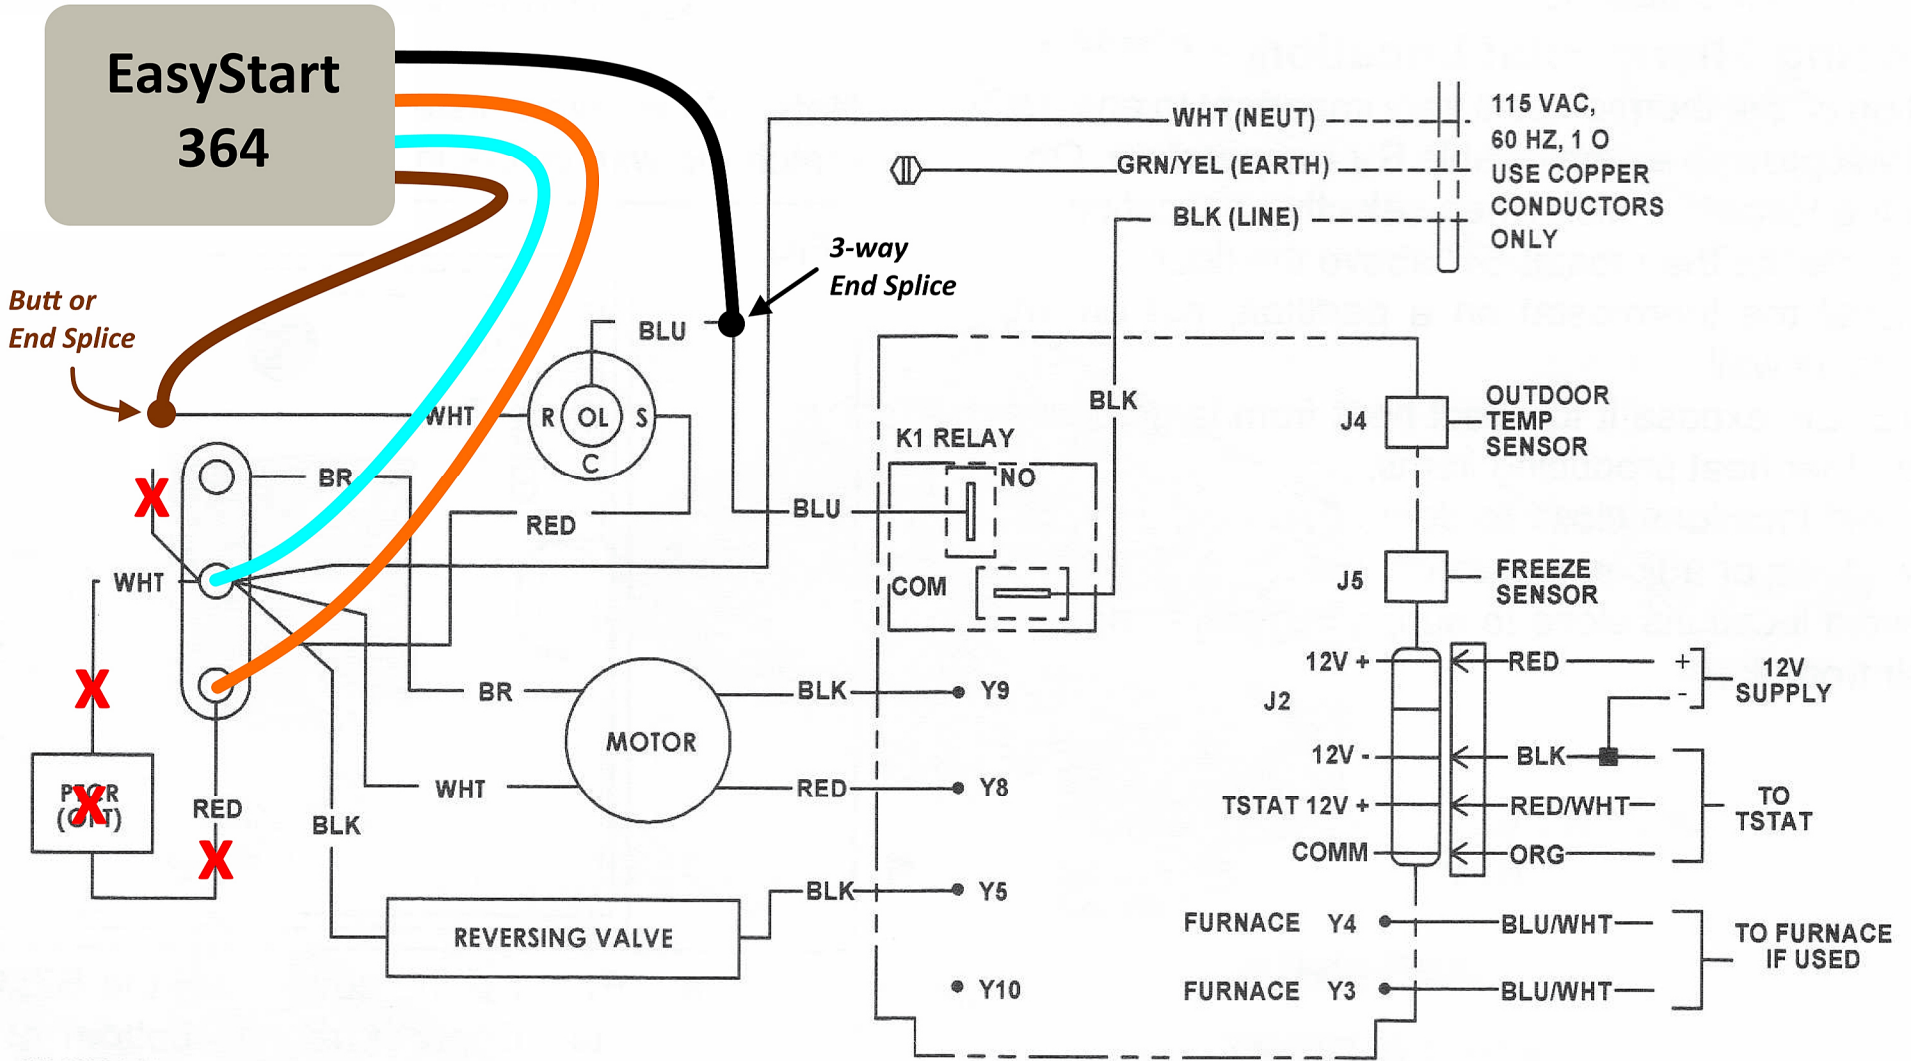 EasyStart
364
Butt or
End Splice
3-way
End Splice
WHT (NEUT)
GRN/YEL (EARTH)
BLK (LINE)
115 VAC,
60 HZ, 1 O
USE COPPER
CONDUCTORS
ONLY
BLU
WHT
R
OL
S
C
BR
RED
BLU
BLK
K1 RELAY
NO
COM
J4
OUTDOOR
TEMP
SENSOR
J5
FREEZE
SENSOR
WHT
X
X
X
X
(OPT)
RED
BLK
BR
WHT
MOTOR
BLK
Y9
RED
Y8
REVERSING VALVE
BLK
Y5
Y10
J2
12V +
RED
+
-
12V
SUPPLY
12V -
BLK
TSTAT 12V +
RED/WHT
TO
TSTAT
COMM
ORG
FURNACE Y4
BLU/WHT
FURNACE Y3
BLU/WHT
TO FURNACE
IF USED